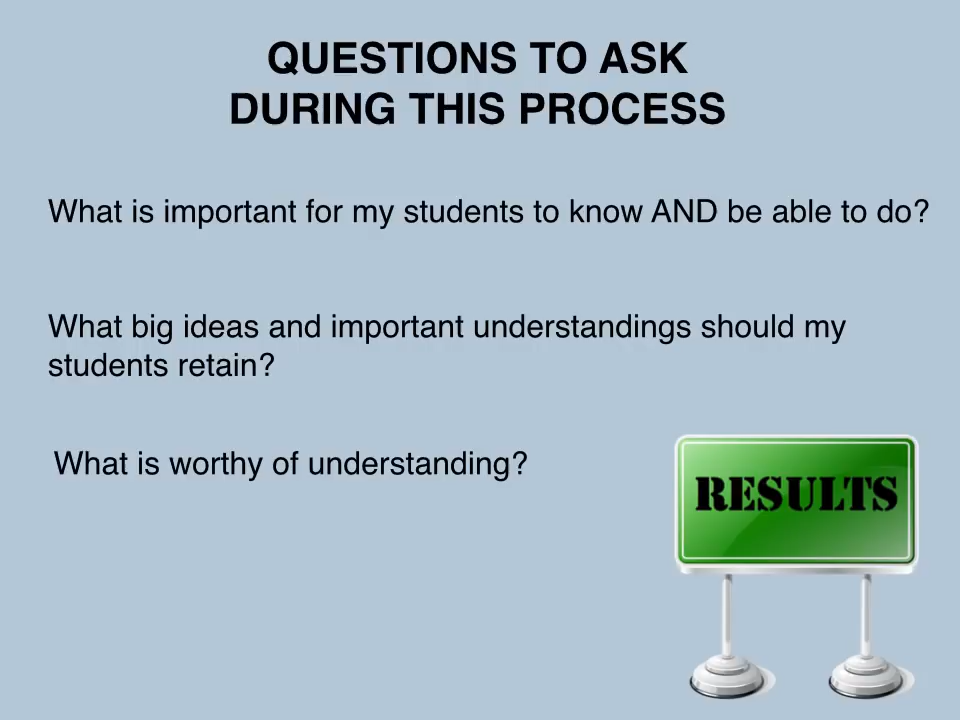 QUESTIONS TO ASK
DURING THIS PROCESS
What is important for my students to know AND be able to do?
What big ideas and important understandings should my
students retain?
What is worthy of understanding?
RESULTS